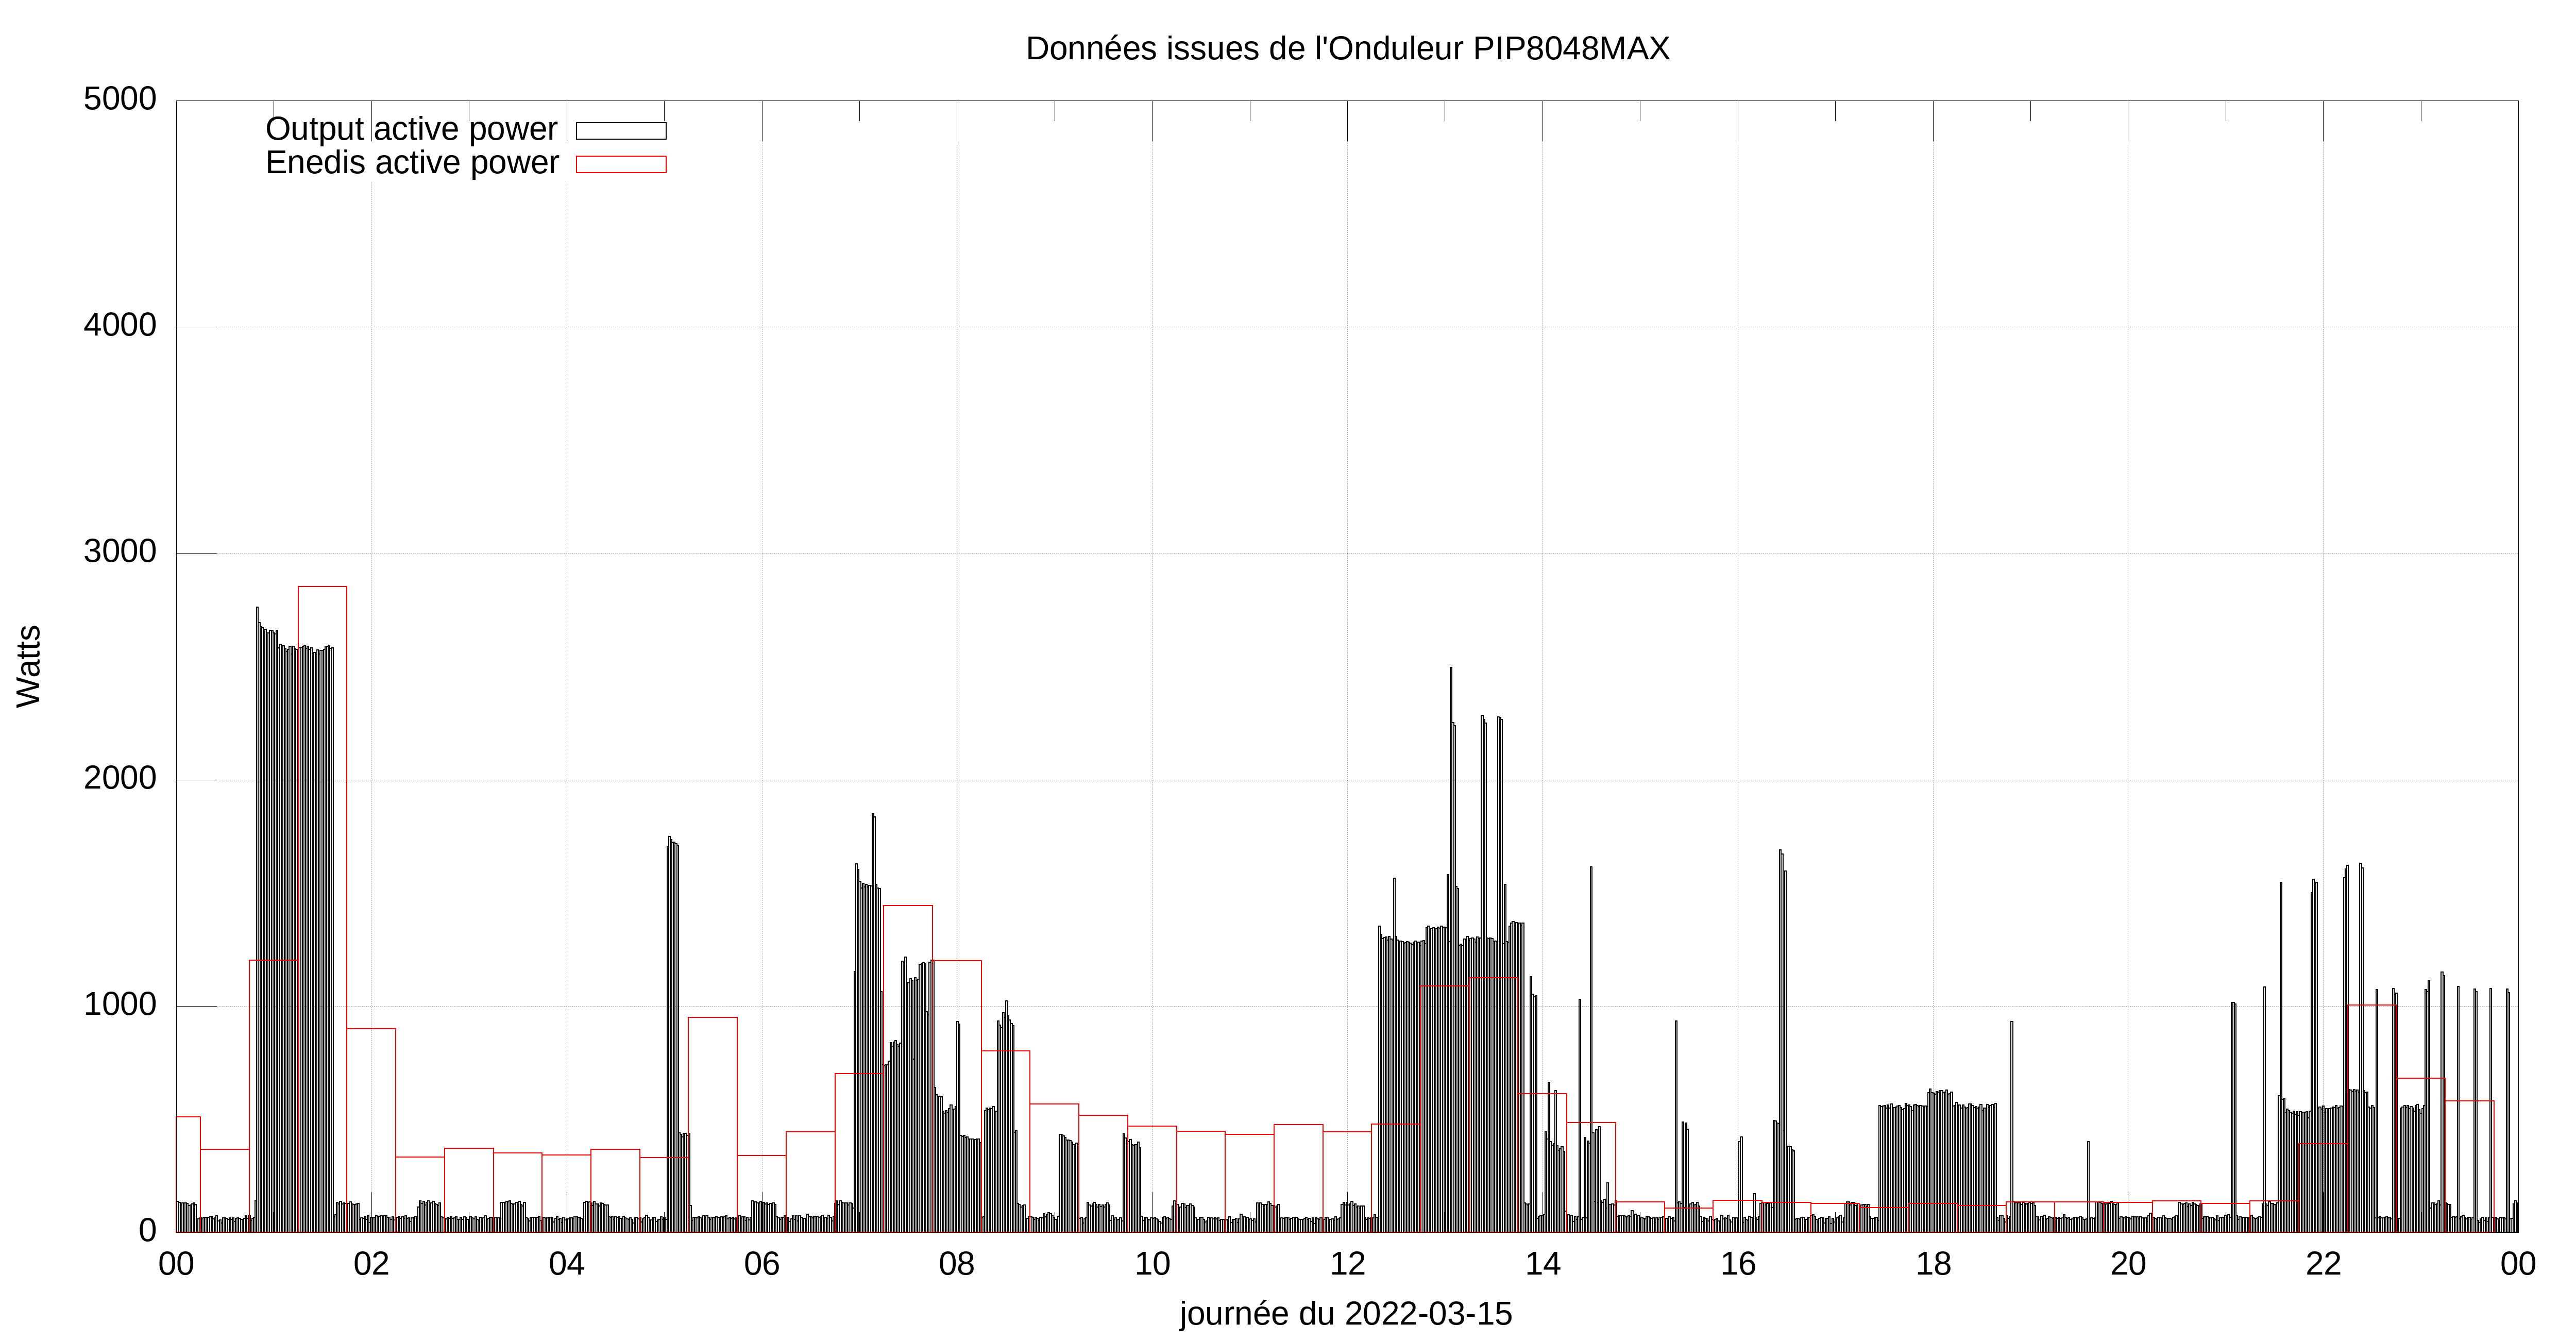 Données issues de l'Onduleur PIP8048MAX
5000
Output active power
Enedis active power
4000
3000
Watts
2000
1000
0
00 02 04 06 08 10 12 14 16 18 20 22 00
journée du 2022-03-15